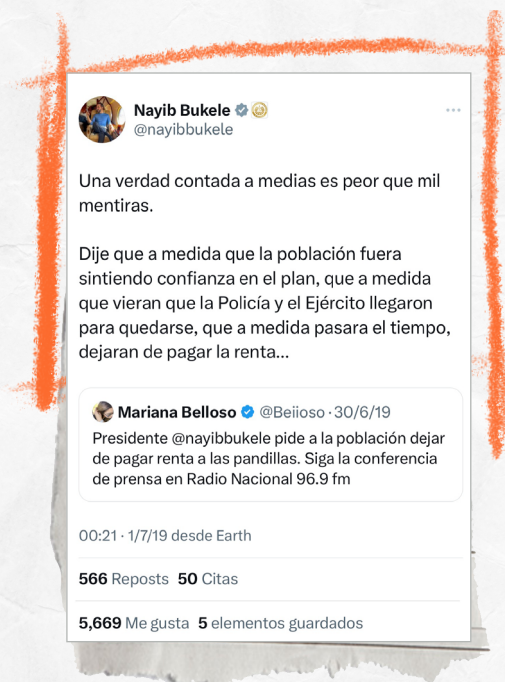 Nayib Bukele
@nayibbukele
Una verdad contada a medias es peor que mil
mentiras.
Dije que a medida que la población fuera
sintiendo confianza en el plan, que a medida
que vieran que la Policía y el Ejército llegaron
para quedarse, que a medida pasara el tiempo,
dejaran de pagar la renta...
Mariana Belloso @Beiioso · 30/6/19
Presidente @nayibbukele pide a la población dejar
de pagar renta a las pandillas. Siga la conferencia
de prensa en Radio Nacional 96.9 fm
00:21 · 1/7/19 desde Earth
566 Reposts 50 Citas
5,669 Me gusta 5 elementos guardados